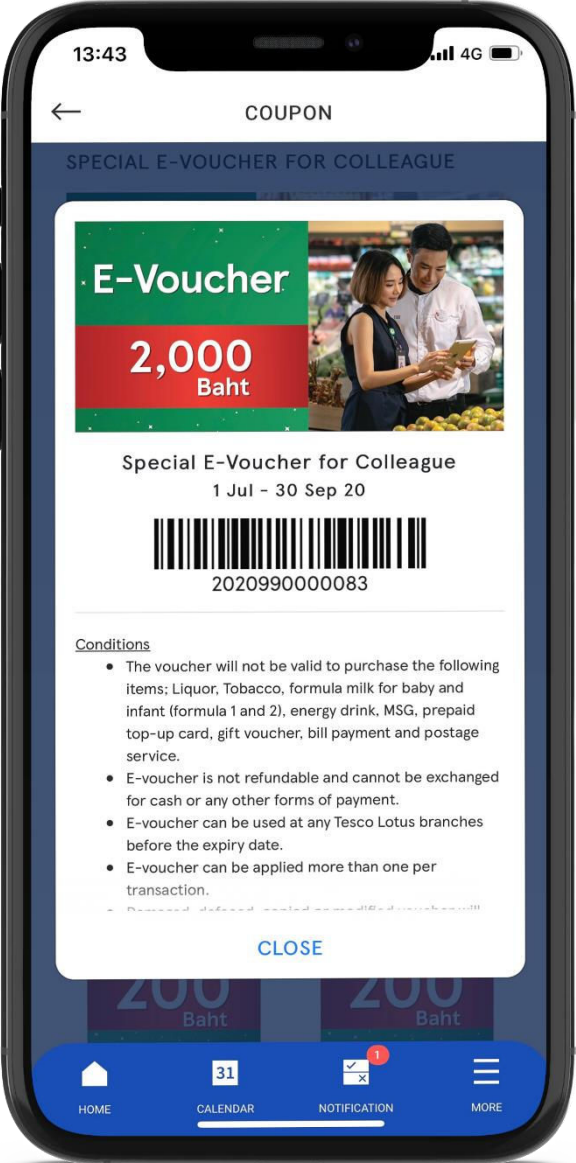 13:43
4G
COUPON
SPECIAL E-VOUCHER FOR COLLEAGUE
E-Voucher
2,000
Baht
Special E-Voucher for Colleague
1 Jul - 30 Sep 20
2020990000083
Conditions
• The voucher will not be valid to purchase the following
items; Liquor, Tobacco, formula milk for baby and
infant (formula 1 and 2), energy drink, MSG, prepaid
top-up card, gift voucher, bill payment and postage
service.
• E-voucher is not refundable and cannot be exchanged
for cash or any other forms of payment.
• E-voucher can be used at any Tesco Lotus branches
before the expiry date.
• E-voucher can be applied more than one per
transaction.
CLOSE
200 200
Baht Baht
31 1
HOME CALENDAR NOTIFICATION MORE